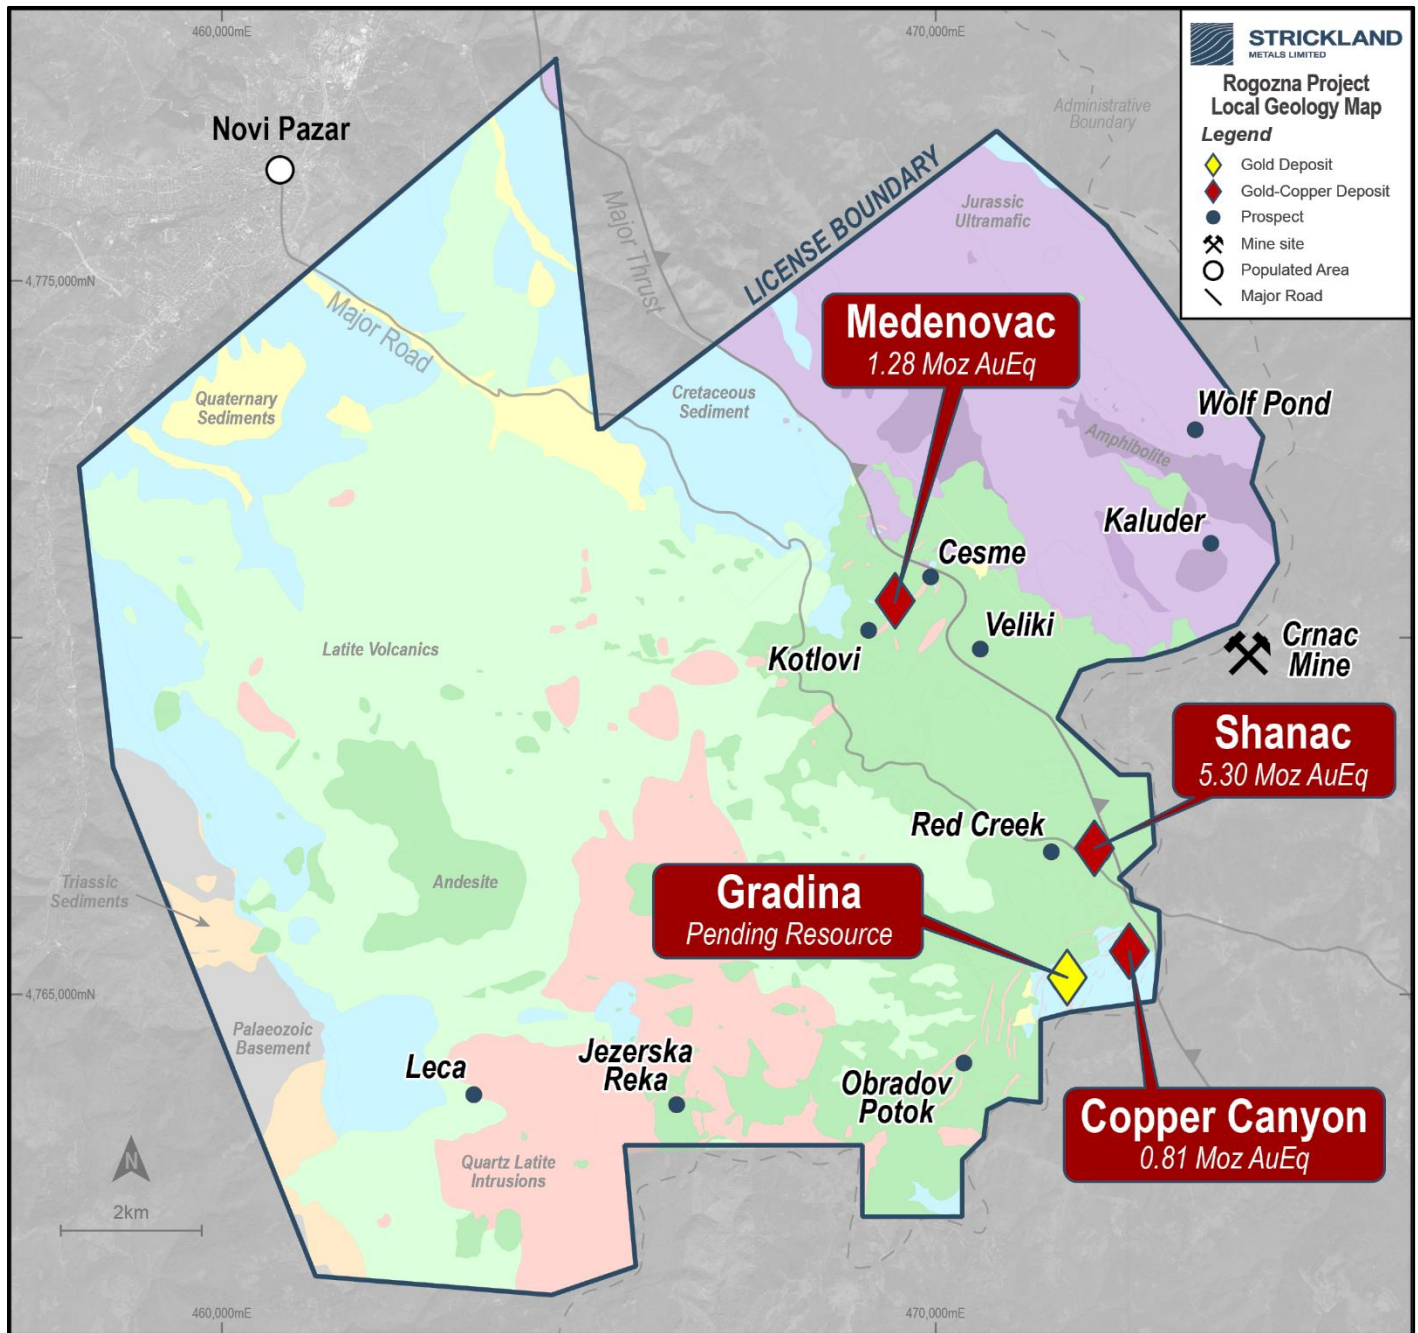 460,000mE
470,000mE
STRICKLAND
METALS LIMITED
Rogozna Project
Local Geology Map
Legend
Gold Deposit
Gold-Copper Deposit
Prospect
Mine site
Populated Area
Major Road
Administrative
Boundary
Novi Pazar
LICENSE BOUNDARY
Major Thrust
Jurassic
Ultramafic
4,775,000mN
Major Road
Medenovac
1.28 Moz AuEq
Quaternary
Sediments
Cretaceous
Sediment
Wolf Pond
Amphibolite
Kaluder
Cesme
Latite Volcanics
Veliki
Kotlovi
Crnac
Mine
Shanac
5.30 Moz AuEq
Red Creek
Triassic
Sediments
Andesite
Gradina
Pending Resource
4,765,000mN
Palaeozoic
Basement
Leca
Jezerska
Reka
Obradov
Potok
Copper Canyon
0.81 Moz AuEq
N
Quartz Latite
Intrusions
2km
460,000mE
470,000mE